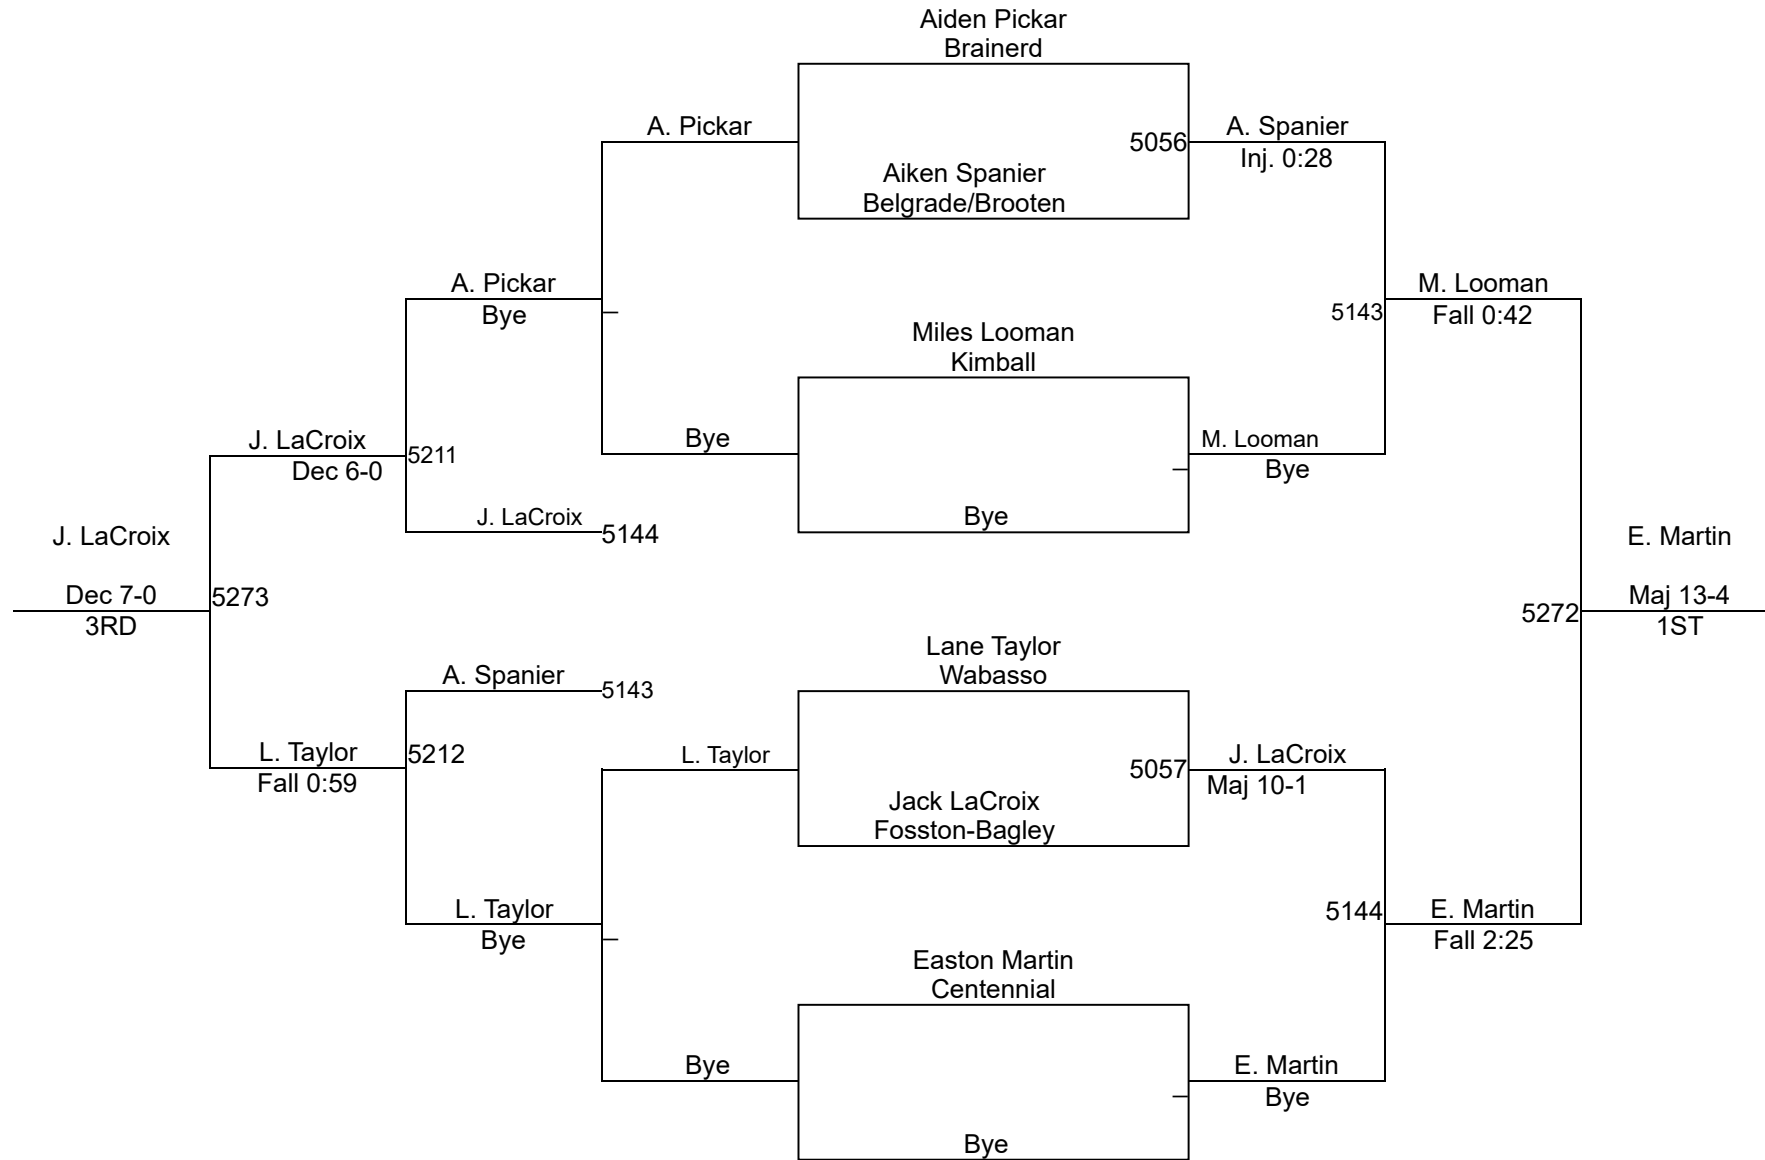 Aiden Pickar
Brainerd
A. Pickar
5056
A. Spanier
Inj. 0:28
Aiken Spanier
Belgrade/Brooten
A. Pickar
Bye
M. Looman
Fall 0:42
5143
Miles Looman
Kimball
J. LaCroix
Dec 6-0
5211
Bye
M. Looman
Bye
J. LaCroix
5144
Bye
J. LaCroix
Dec 7-0
3RD
5273
E. Martin
Maj 13-4
1ST
5272
Lane Taylor
Wabasso
A. Spanier
5143
L. Taylor
Fall 0:59
5212
L. Taylor
5057
J. LaCroix
Maj 10-1
Jack LaCroix
Fosston-Bagley
L. Taylor
Bye
5144
E. Martin
Fall 2:25
Easton Martin
Centennial
Bye
E. Martin
Bye
Bye